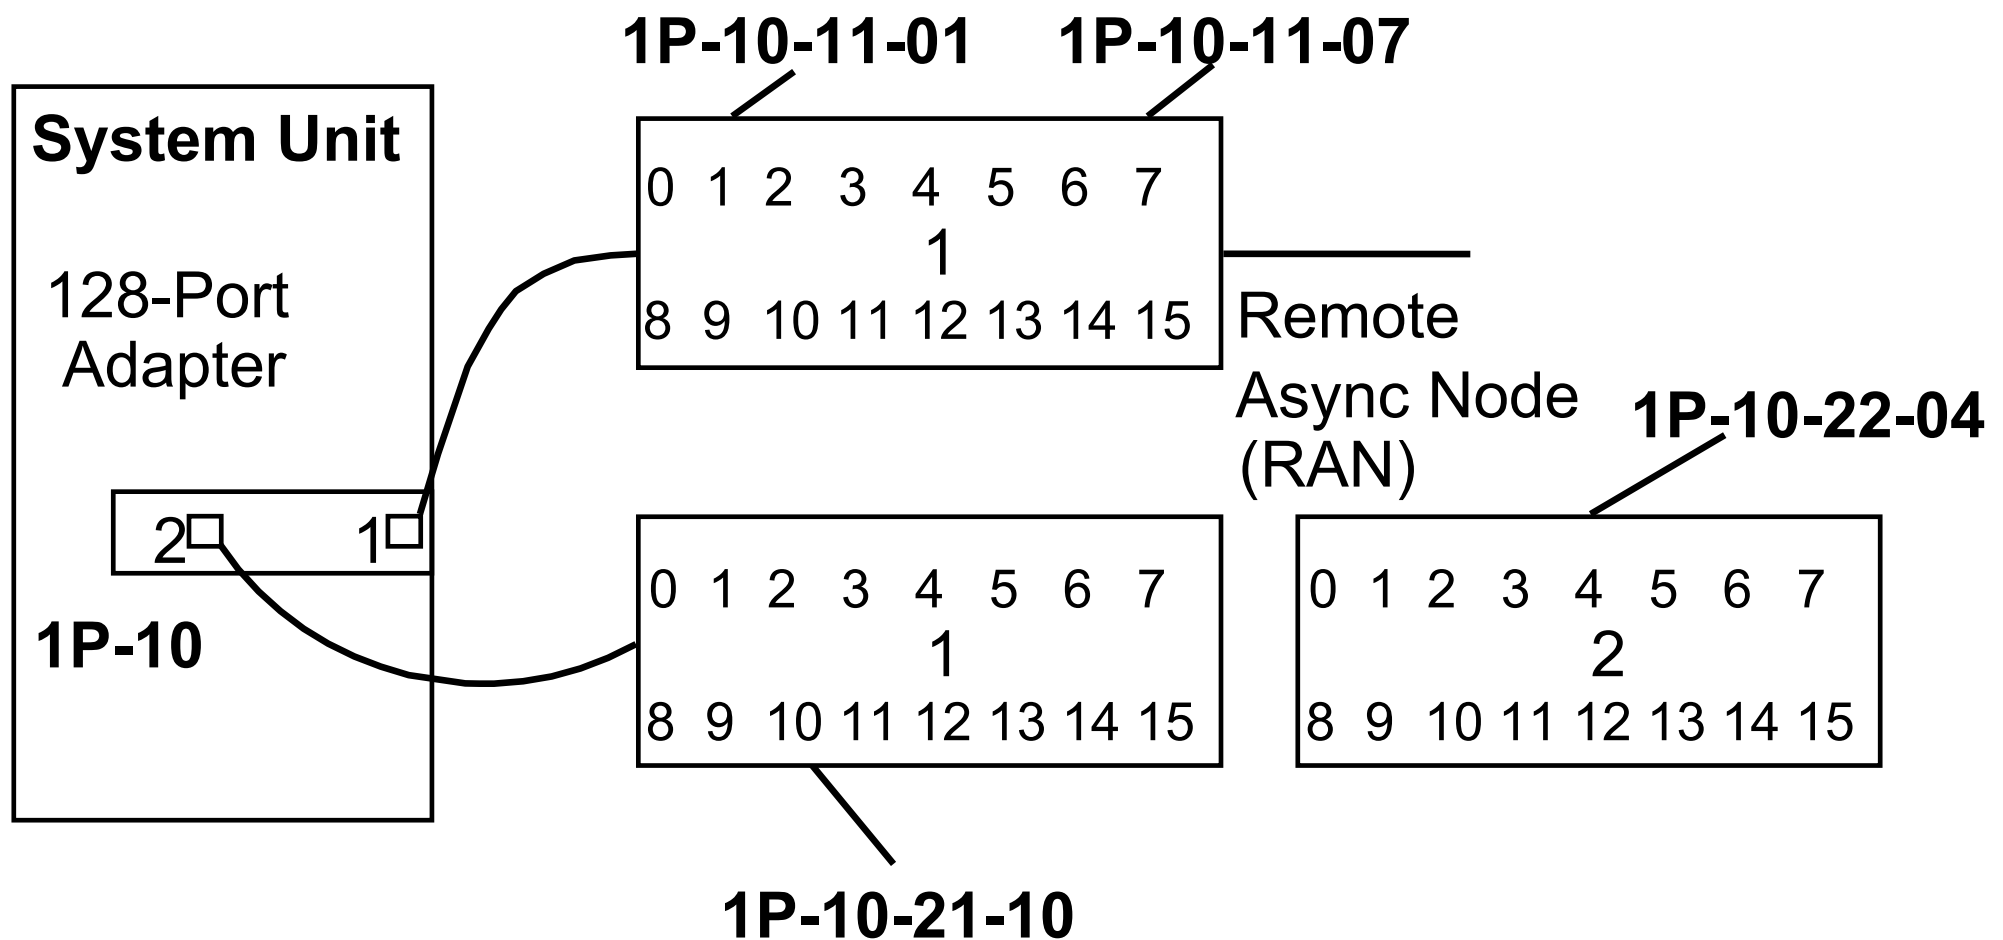 1P-10-11-01 1P-10-11-07
System Unit
128-Port
Adapter
2 1
1P-10
0 1 2 3 4 5 6 7
1
8 9 10 11 12 13 14 15
Remote
Async Node
(RAN)
1P-10-22-04
0 1 2 3 4 5 6 7
1
8 9 10 11 12 13 14 15
0 1 2 3 4 5 6 7
2
8 9 10 11 12 13 14 15
1P-10-21-10